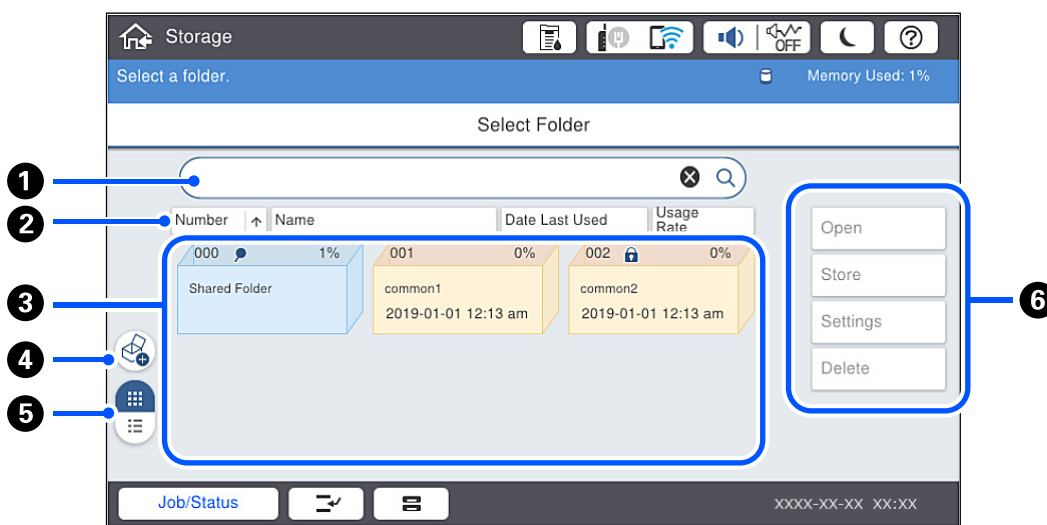 Storage
OFF
Select a folder.
Memory Used: 1%
Select Folder
1
2
Number
Name
Date Last Used
Usage Rate
000
1%
001
0%
002
0%
Shared Folder
common1
common2
2019-01-01 12:13 am
2019-01-01 12:13 am
3
4
5
Open
Store
Settings
Delete
6
Job/Status
XXXX-XX-XX XX:XX